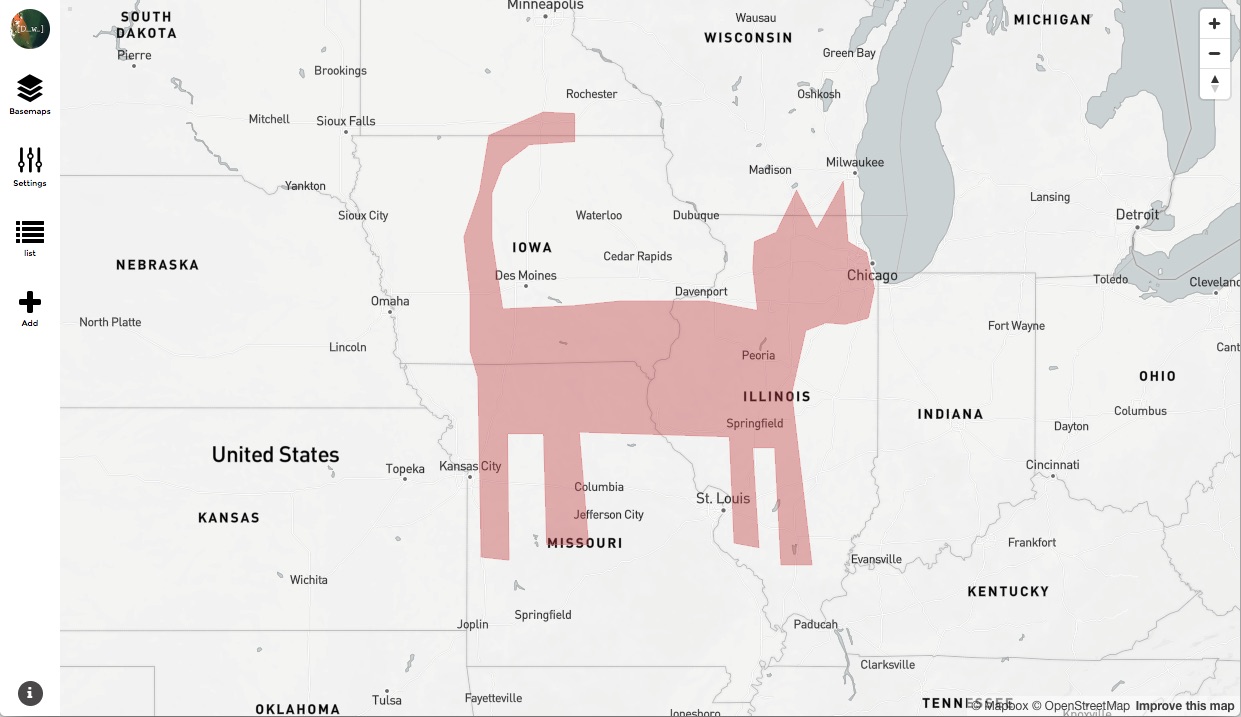 [D_w_]
Basemaps
Settings
list
Add
i
Minneapolis
SOUTH
DAKOTA
Wausau
MICHIGAN
WISCONSIN
Pierre
Green Bay
Brookings
Rochester
Oshkosh
Mitchell
Sioux Falls
Milwaukee
Madison
Yankton
Lansing
Sioux City
Waterloo
Dubuque
Detroit
IOWA
Cedar Rapids
NEBRASKA
Des Moines
Chicago
Toledo
Cleveland
Davenport
Omaha
North Platte
Fort Wayne
Lincoln
Peoria
Cant
OHIO
ILLINOIS
INDIANA
Columbus
Springfield
Dayton
United States
Topeka
Kansas City
Cincinnati
Columbia
St. Louis
KANSAS
Jefferson City
MISSOURI
Frankfort
Evansville
Wichita
KENTUCKY
Springfield
Joplin
Paducah
Clarksville
Tulsa
Fayetteville
OKLAHOMA
TENNESSEE
Jonesboro
Knoxville
© Mapbox © OpenStreetMap Improve this map